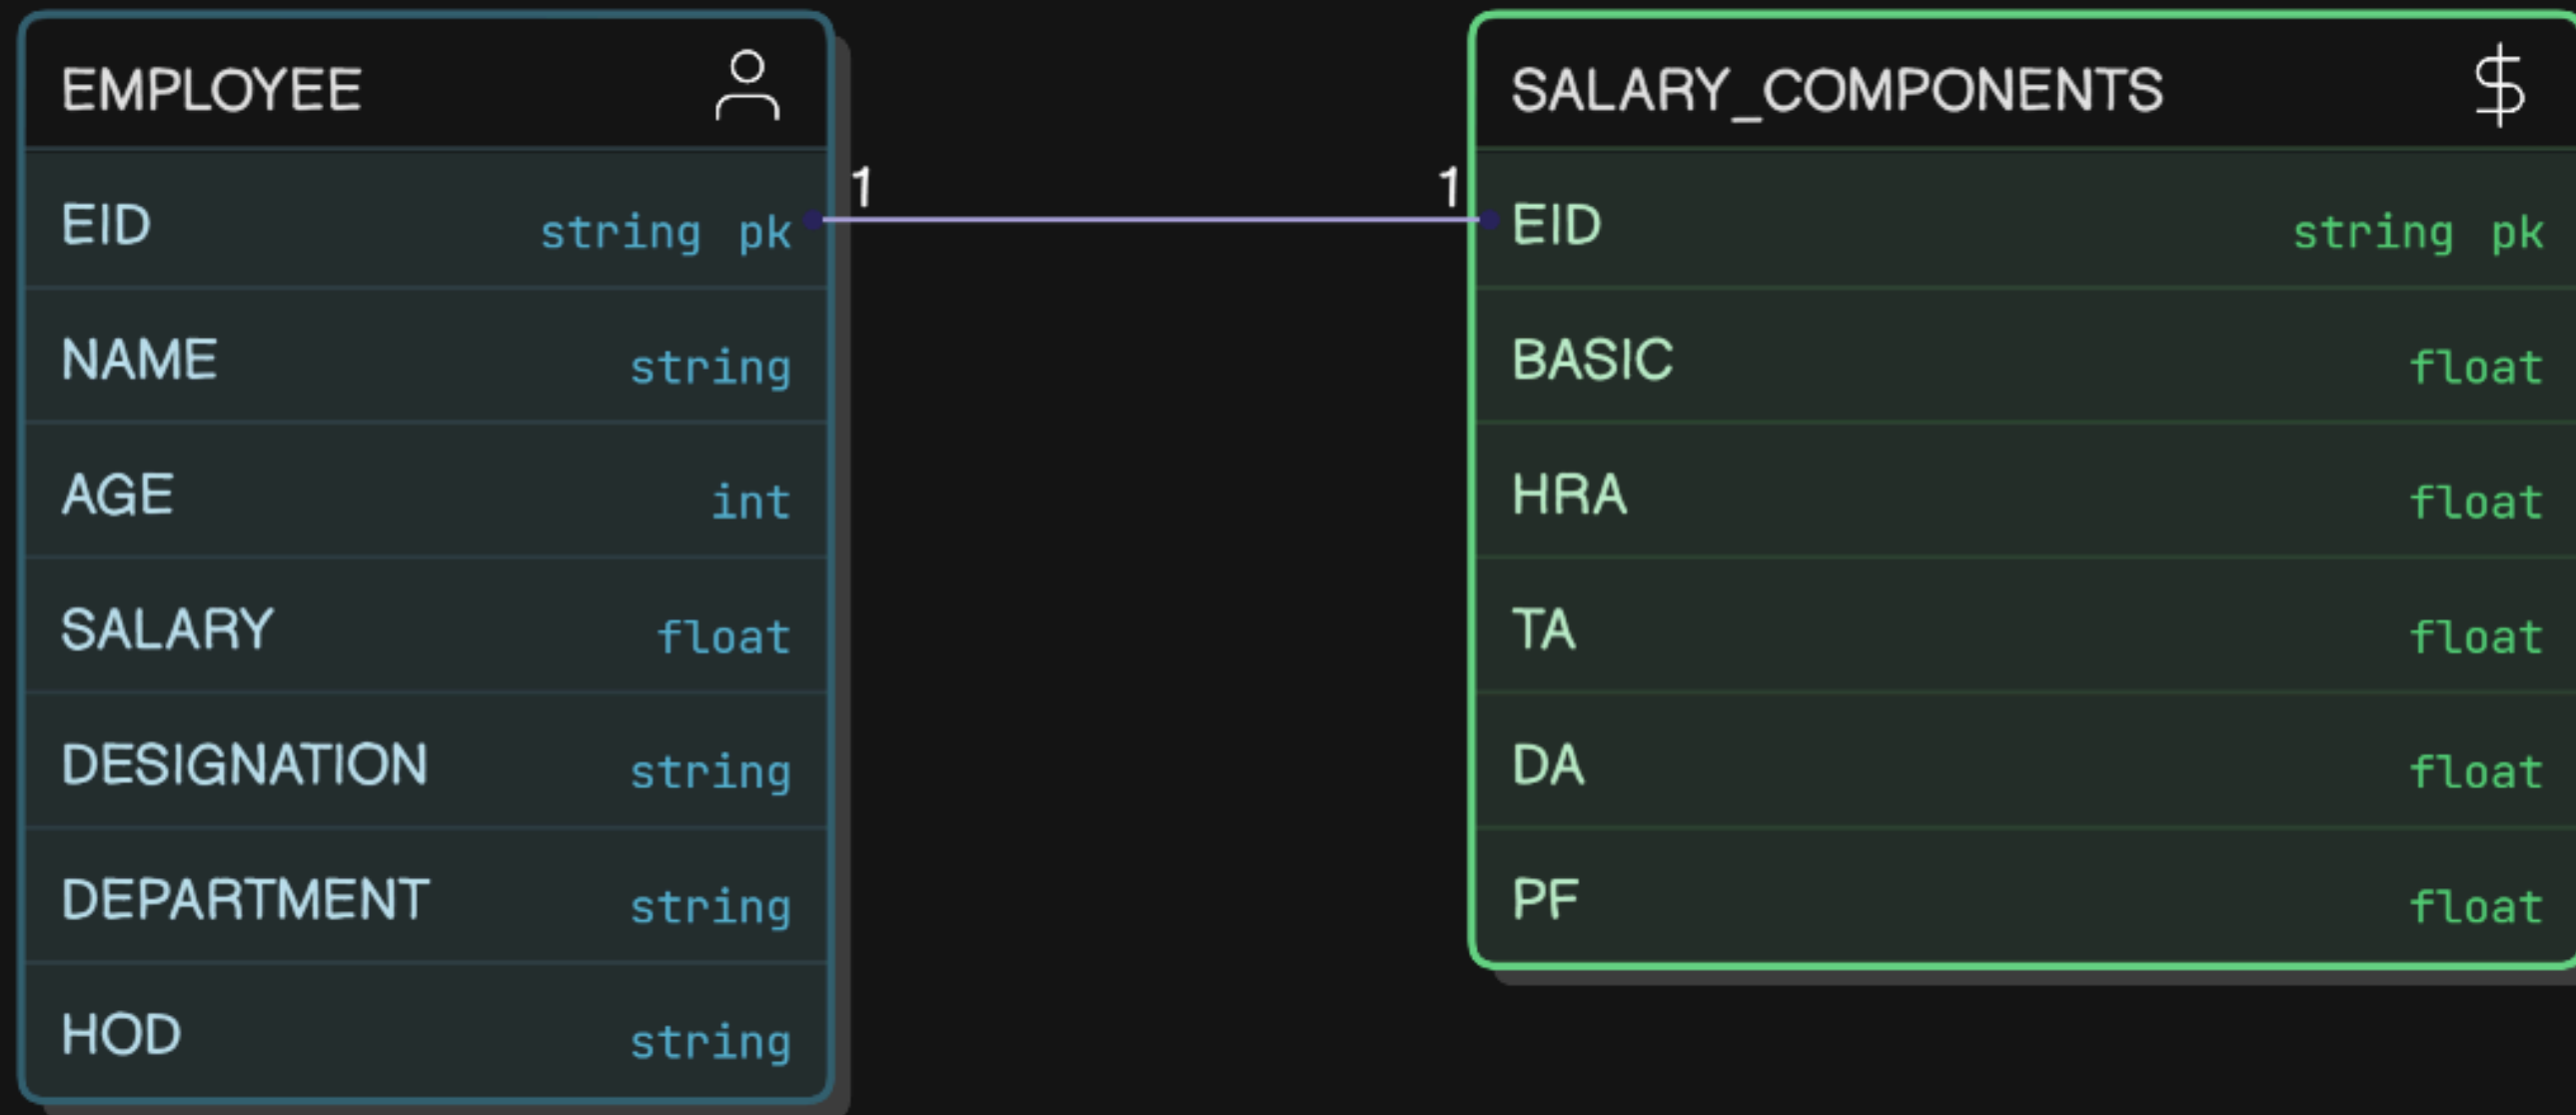 EMPLOYEE
EID string pk
NAME string
AGE int
SALARY float
DESIGNATION string
DEPARTMENT string
HOD string
1 1
SALARY_COMPONENTS $
EID string pk
BASIC float
HRA float
TA float
DA float
PF float